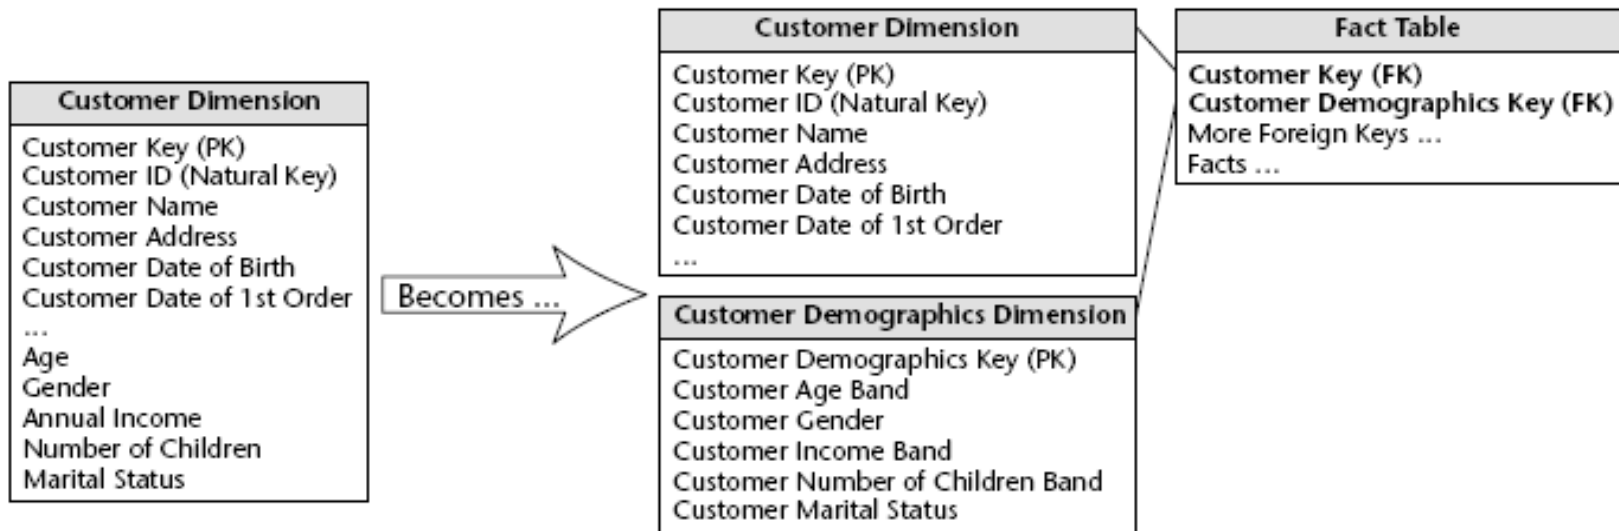 Customer Dimension
Customer Key (PK)
Customer ID (Natural Key)
Customer Name
Customer Address
Customer Date of Birth
Customer Date of 1st Order
...
Age
Gender
Annual Income
Number of Children
Marital Status
Becomes ...
Customer Dimension
Customer Key (PK)
Customer ID (Natural Key)
Customer Name
Customer Address
Customer Date of Birth
Customer Date of 1st Order
...
Customer Demographics Dimension
Customer Demographics Key (PK)
Customer Age Band
Customer Gender
Customer Income Band
Customer Number of Children Band
Customer Marital Status
Fact Table
Customer Key (FK)
Customer Demographics Key (FK)
More Foreign Keys ...
Facts ...